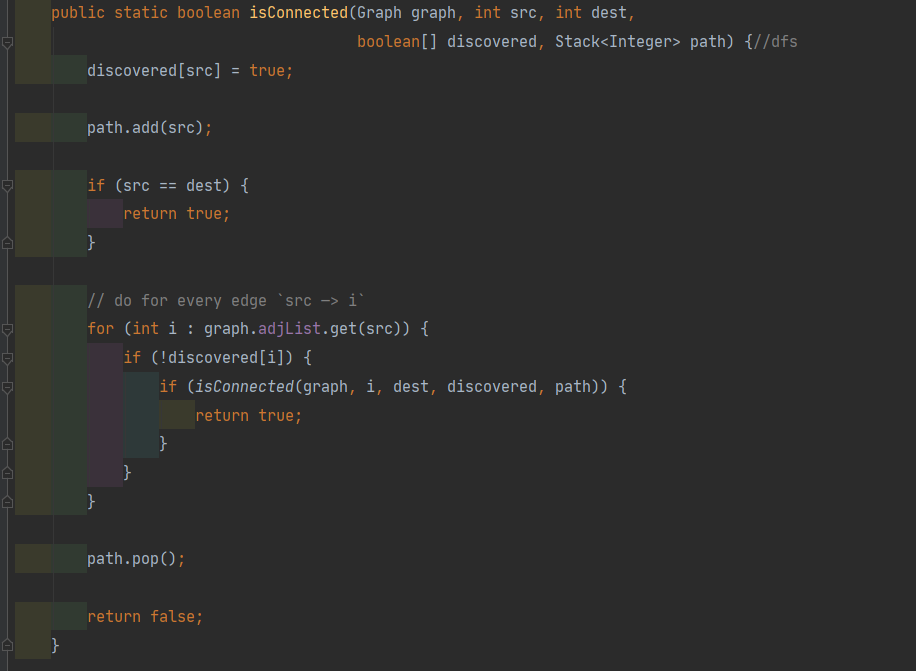 public static boolean isConnected(Graph graph, int src, int dest,
boolean[] discovered, Stack<Integer> path) {//dfs
discovered[src] = true;
path.add(src);
if (src == dest) {
return true;
}
// do for every edge `src —> i`
for (int i : graph.adjList.get(src)) {
if (!discovered[i]) {
if (isConnected(graph, i, dest, discovered, path)) {
return true;
}
}
}
path.pop();
return false;
}